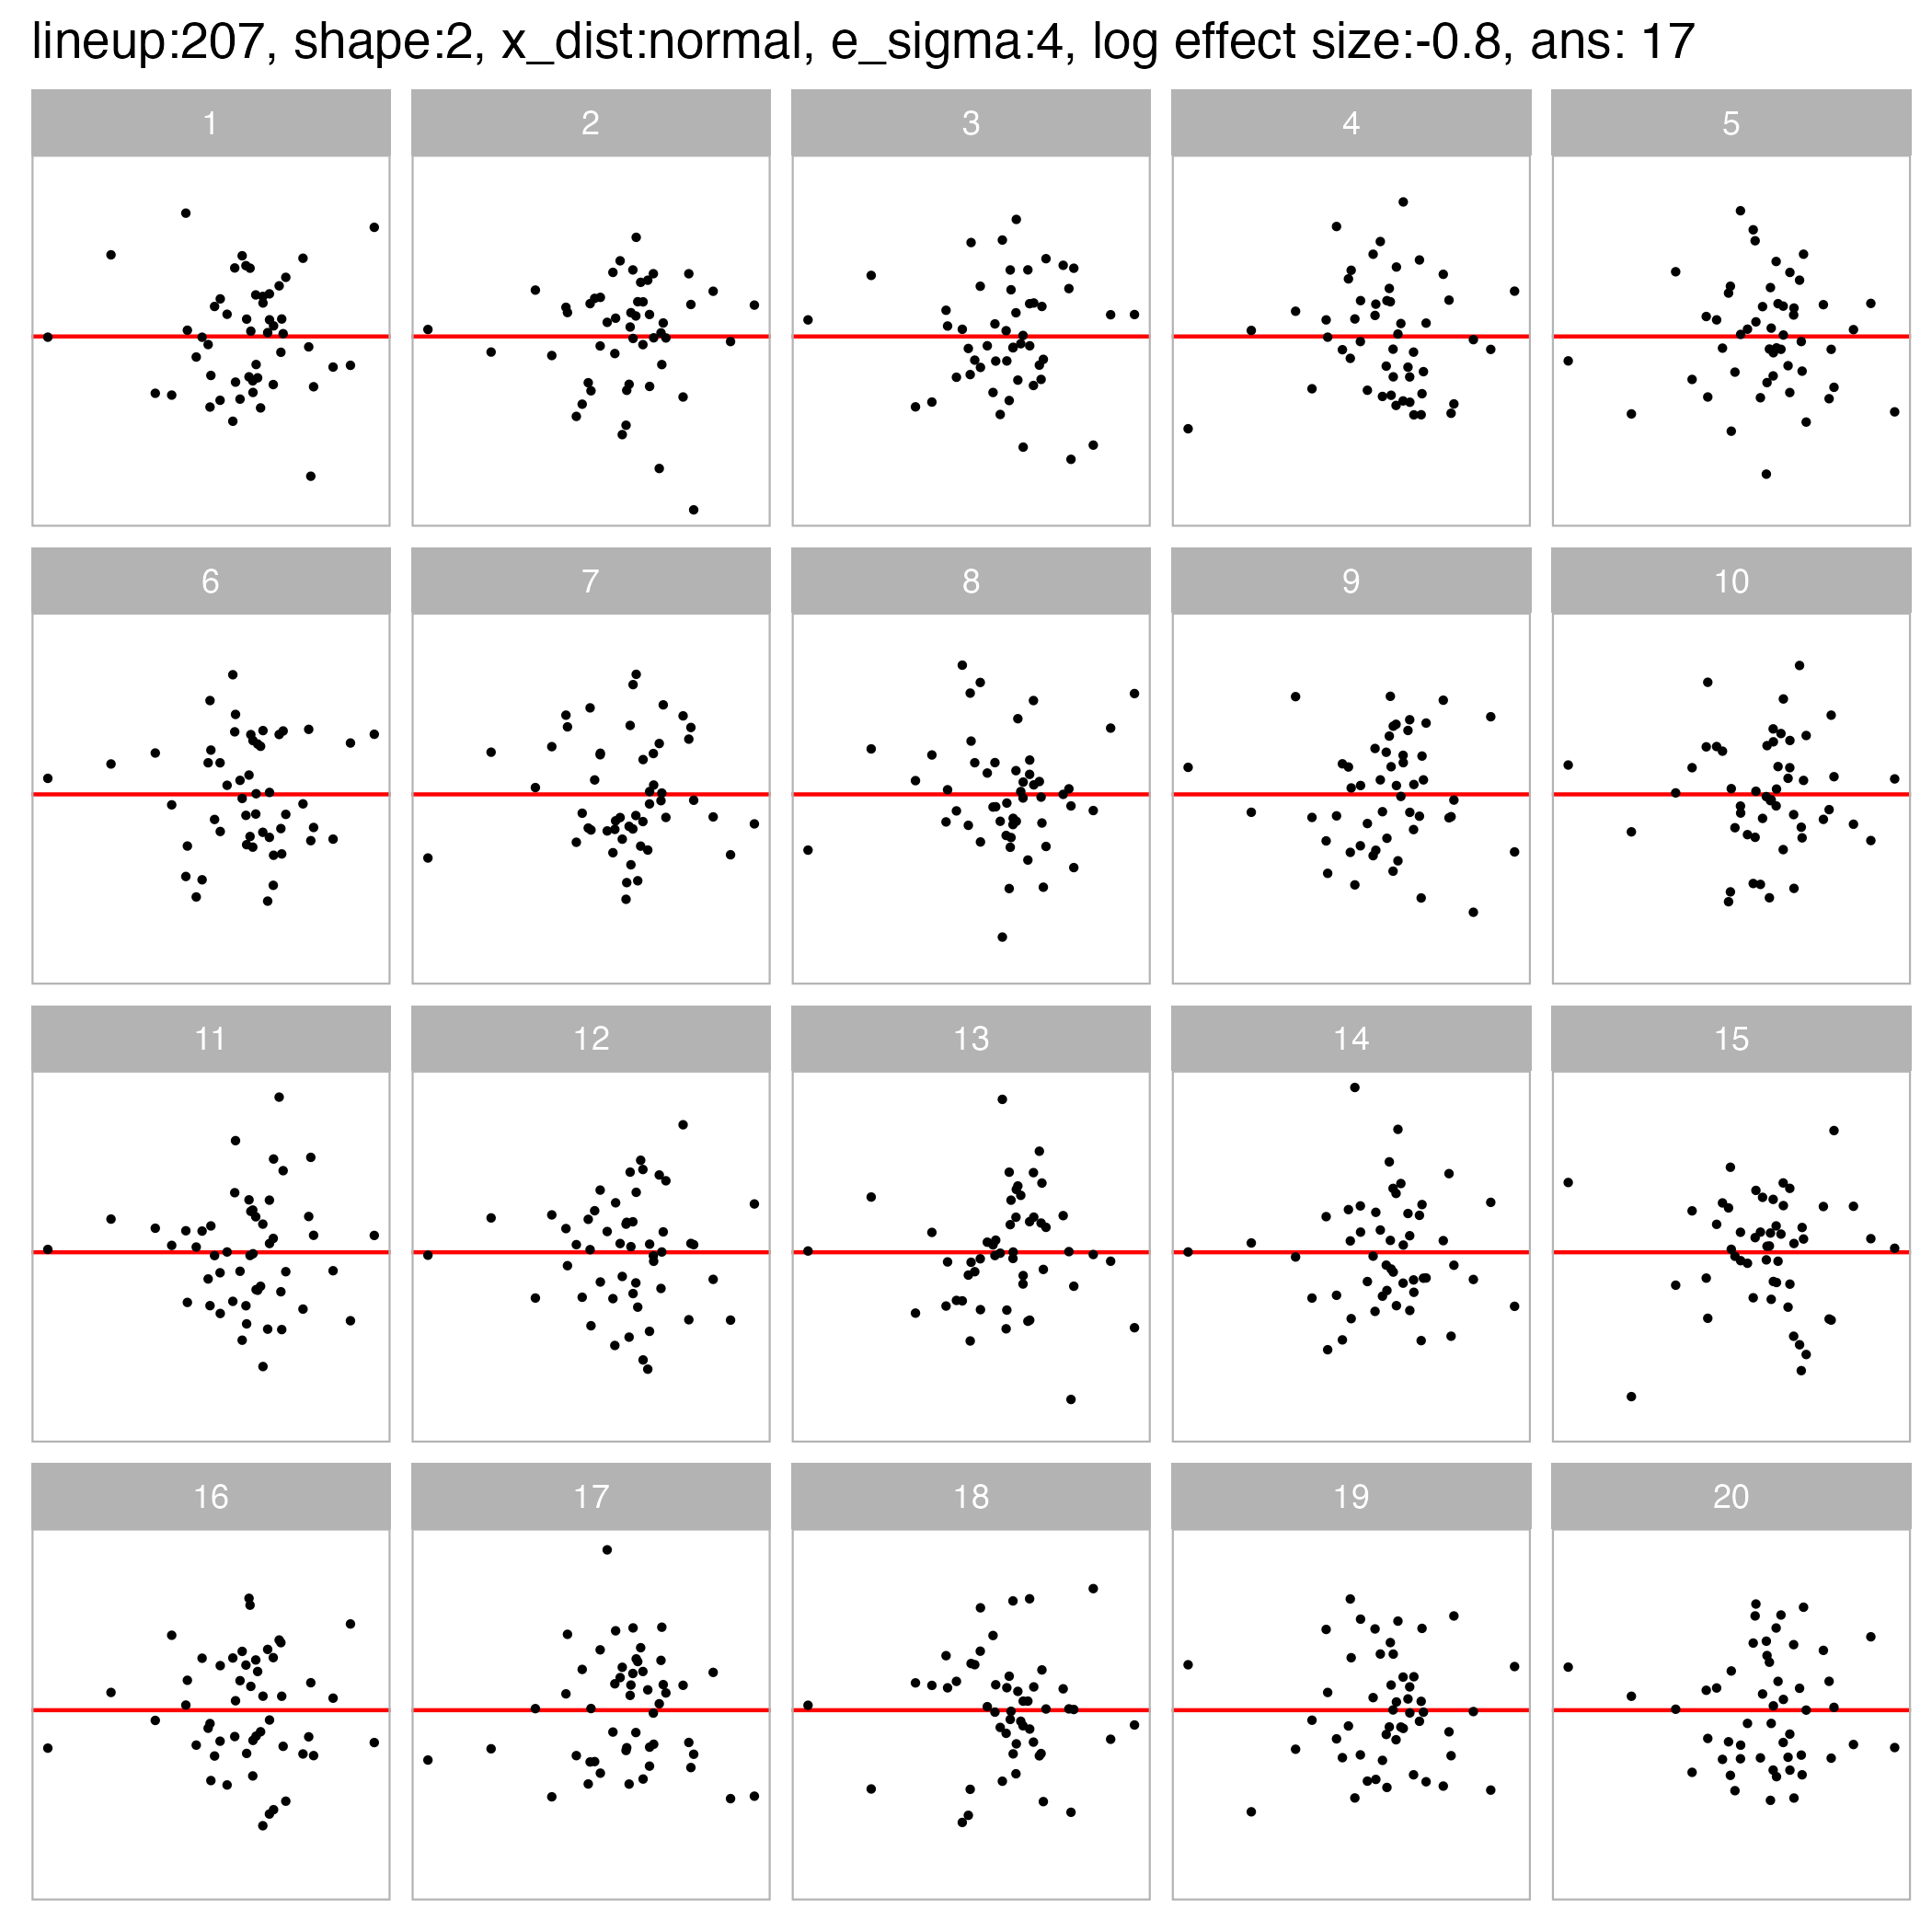 lineup:207, shape:2, x_dist:normal, e_sigma:4, log effect size:-0.8, ans: 17
1 2 3 4 5
6 7 8 9 10
11 12 13 14 15
16 17 18 19 20